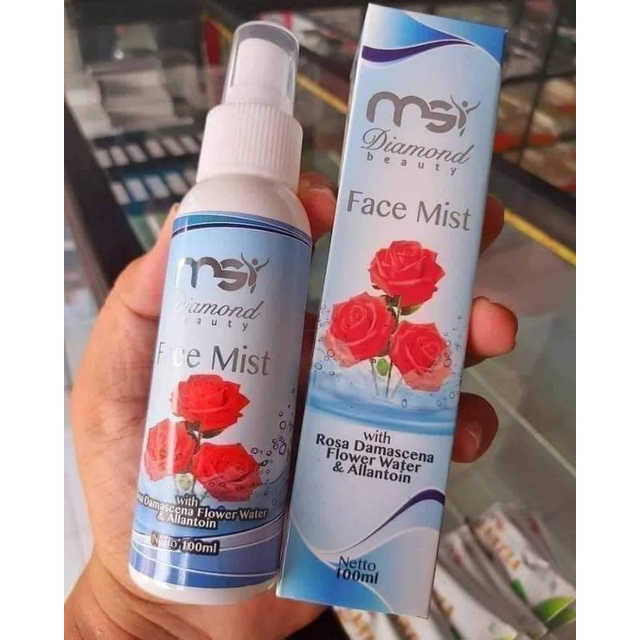 msi
Diamond
beauty
Face Mist
with
Rosa Damascena Flower Water
& Allantoin
Netto 100ml
msi
Diamond
beauty
Face Mist
with
Rosa Damascena
Flower Water
& Allantoin
Netto
100ml